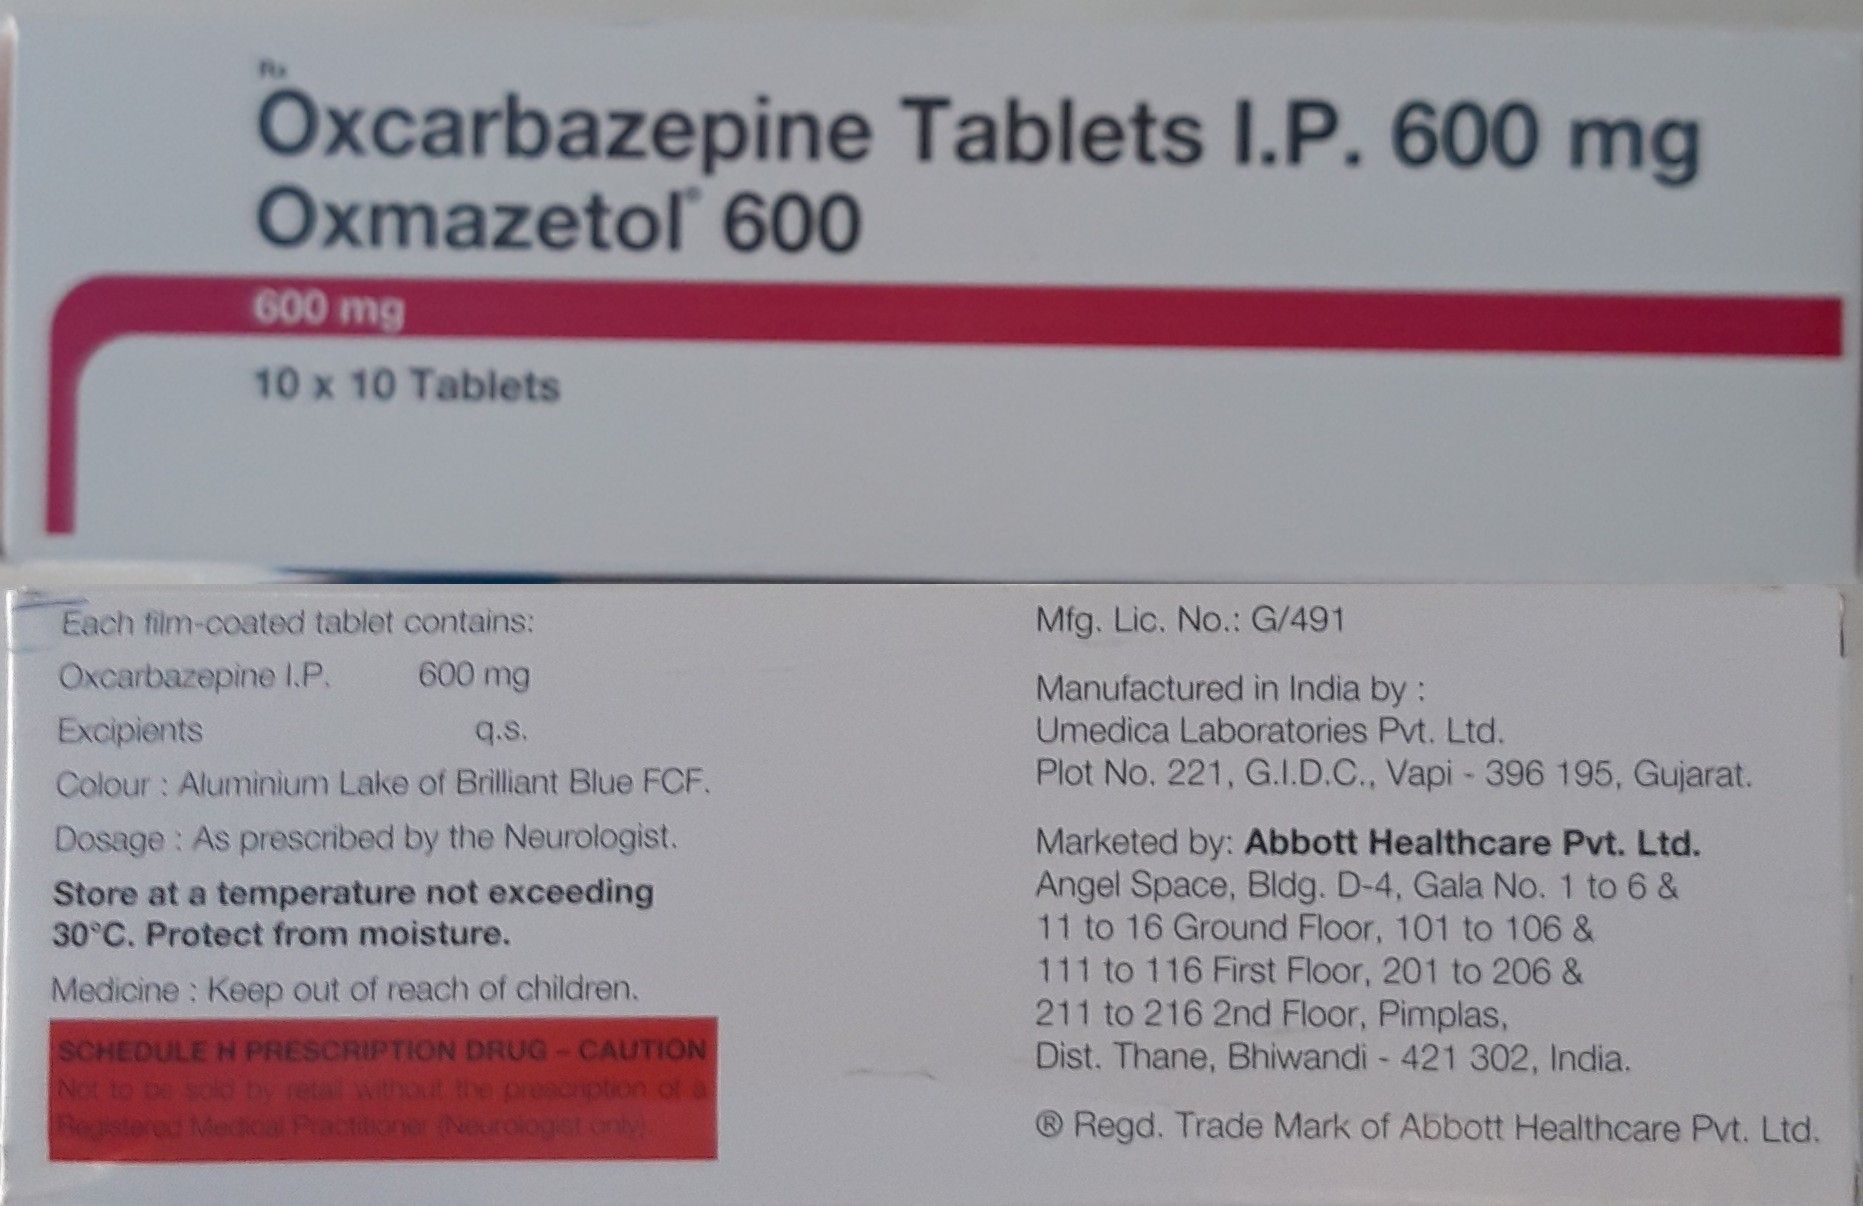 Rx
Oxcarbazepine Tablets I.P. 600 mg
Oxmazetol® 600
600 mg
10 x 10 Tablets
Each film-coated tablet contains:
Oxcarbazepine I.P. 600 mg
Excipients q.s.
Colour : Aluminium Lake of Brilliant Blue FCF.
Dosage : As prescribed by the Neurologist.
Store at a temperature not exceeding
30°C. Protect from moisture.
Medicine : Keep out of reach of children.
SCHEDULE H PRESCRIPTION DRUG – CAUTION
Not to be sold by retail without the prescription of a
Registered Medical Practitioner (Neurologist only).
Mfg. Lic. No.: G/491
Manufactured in India by :
Umedica Laboratories Pvt. Ltd.
Plot No. 221, G.I.D.C., Vapi - 396 195, Gujarat.
Marketed by: Abbott Healthcare Pvt. Ltd.
Angel Space, Bldg. D-4, Gala No. 1 to 6 &
11 to 16 Ground Floor, 101 to 106 &
111 to 116 First Floor, 201 to 206 &
211 to 216 2nd Floor, Pimplas,
Dist. Thane, Bhiwandi - 421 302, India.
® Regd. Trade Mark of Abbott Healthcare Pvt. Ltd.